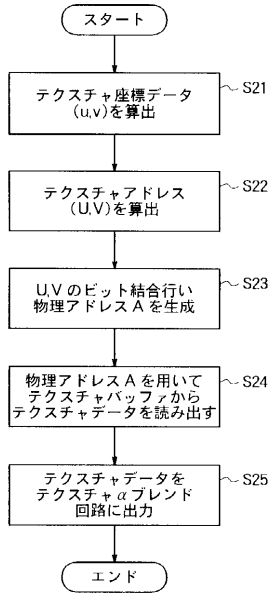 スタート
テクスチャ座標データ
(u,v)を算出
S21
テクスチャアドレス
(U,V)を算出
S22
U,Vのビット結合行い
物理アドレスAを生成
S23
物理アドレスAを用いて
テクスチャバッファから
テクスチャデータを読み出す
S24
テクスチャデータを
テクスチャαブレンド
回路に出力
S25
エンド